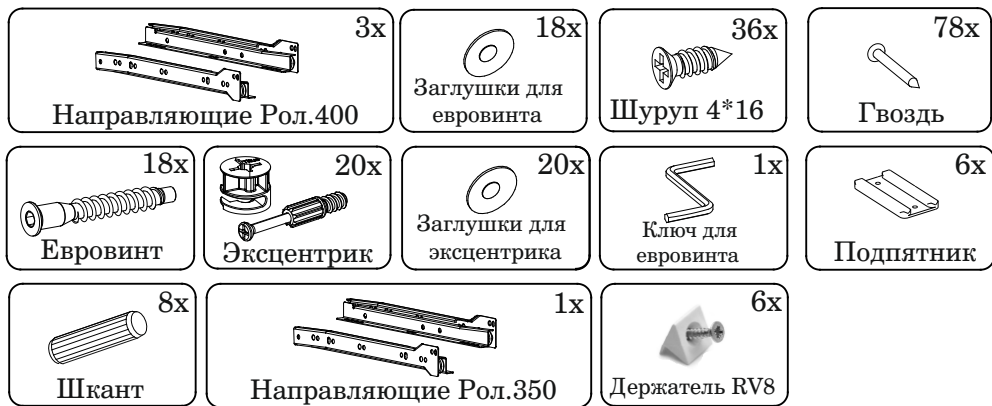 3x
Направляющие Рол.400
18x
Заглушки для
евровинта
36x
Шуруп 4*16
78x
Гвоздь
18x
Евровинт
20x
Эксцентрик
20x
Заглушки для
эксцентрика
1x
Ключ для
евровинта
6x
Подпятник
8x
Шкант
1x
Направляющие Рол.350
6x
Держатель RV8